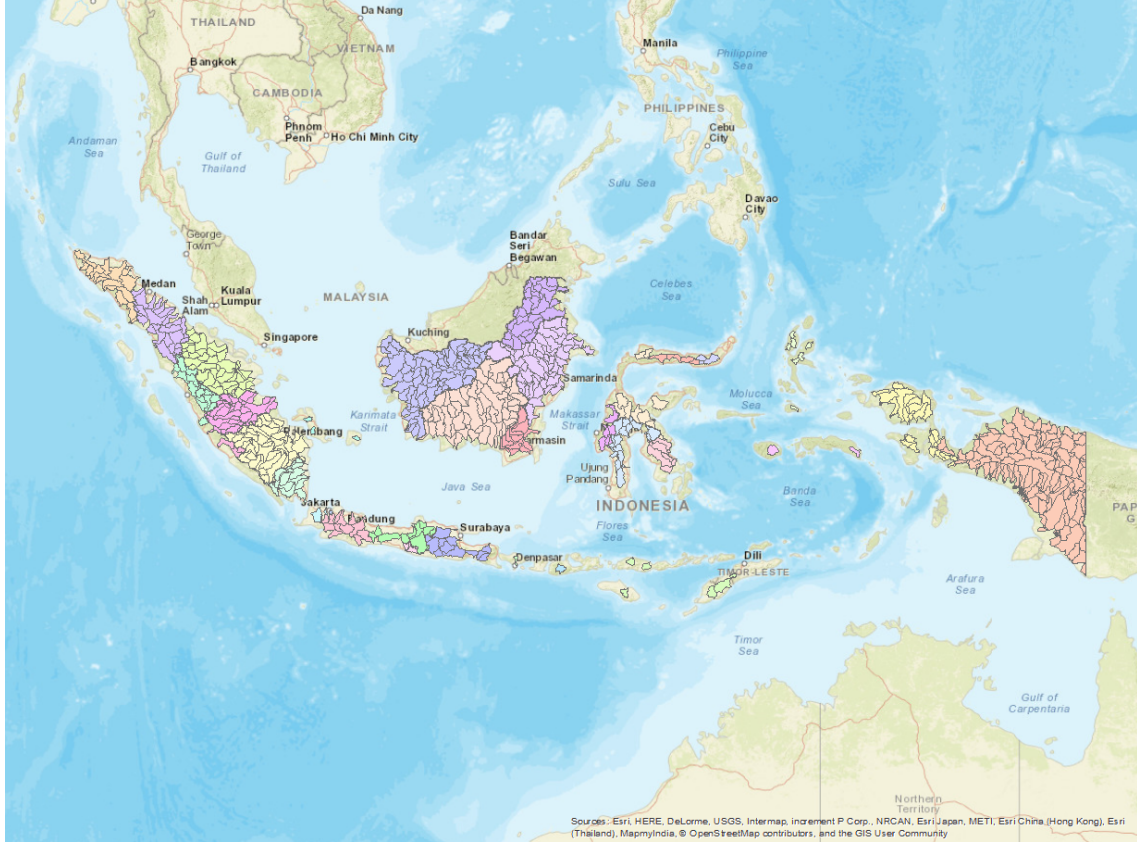 Da Nang
THAILAND
VIETNAM
Manila
Philippine
Sea
Bangkok
CAMBODIA
PHILIPPINES
Phnom
Penh
Ho Chi Minh City
Cebu
City
Andaman
Sea
Gulf of
Thailand
Sulu Sea
Davao
City
George
Town
Bandar
Seri
Begawan
Medan
Kuala
Lumpur
Shah
Alam
MALAYSIA
Celebes
Sea
Singapore
Kuching
Samarinda
Molucca
Sea
Karimata
Strait
Makassar
Strait
Ujung
Pandang
Java Sea
INDONESIA
Banda
Sea
Jakarta
Bandung
Surabaya
Flores
Sea
Denpasar
Dili
TIMOR-LESTE
Arafura
Sea
Timor
Sea
Gulf of
Carpentaria
Northern
Territory
Sources: Esri, HERE, DeLorme, USGS, Intermap, increment P Corp., NRCAN, Esri Japan, METI, Esri China (Hong Kong), Esri
(Thailand), MapmyIndia, © OpenStreetMap contributors, and the GIS User Community